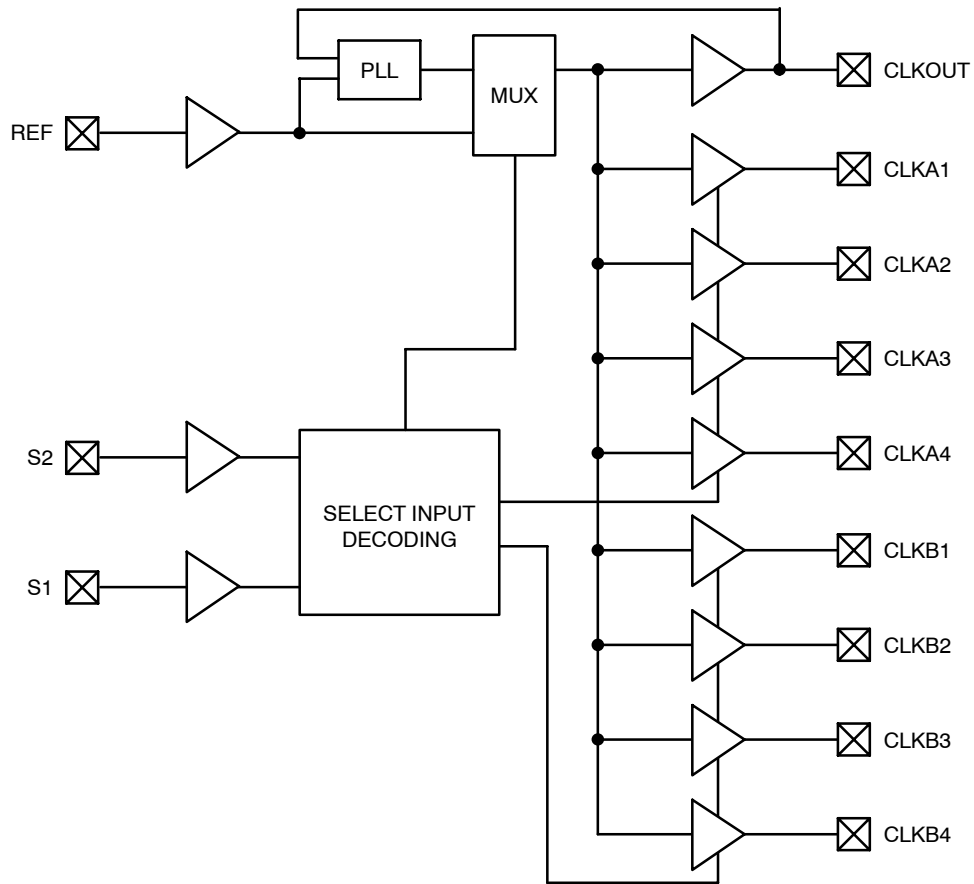 PLL
MUX
CLKOUT
REF
CLKA1
CLKA2
CLKA3
S2
CLKA4
SELECT INPUT
DECODING
S1
CLKB1
CLKB2
CLKB3
CLKB4